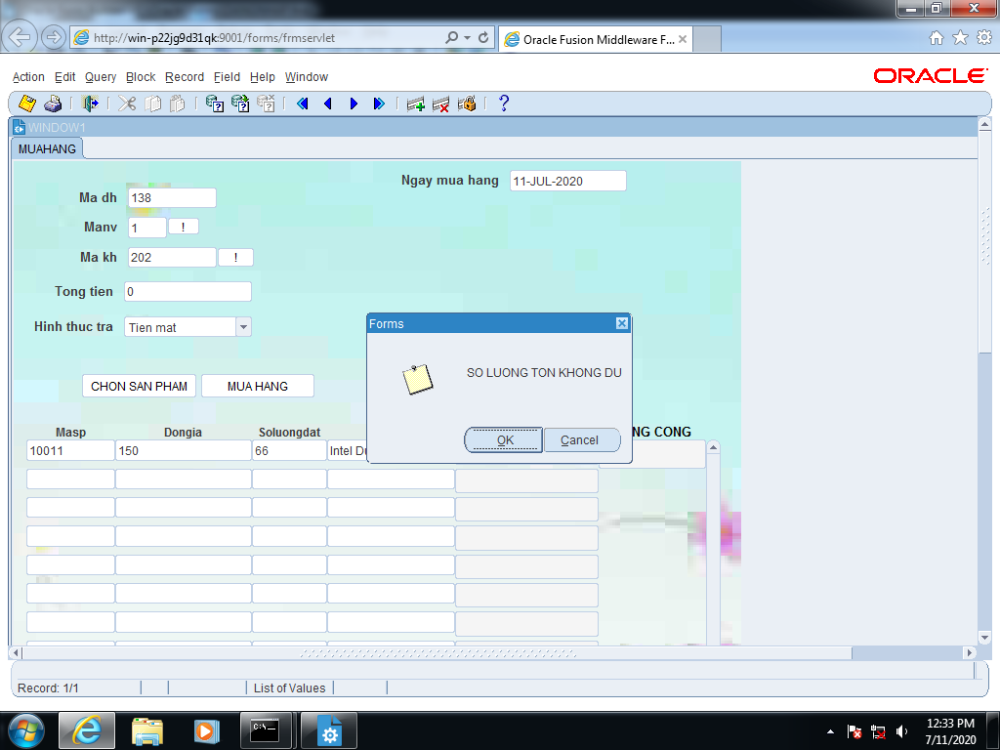 http://win-p22jg9d31qk:9001/forms/frmservlet
Oracle Fusion Middleware F...
Action Edit Query Block Record Field Help Window
ORACLE
WINDOW1
MUAHANG
Ngay mua hang 11-JUL-2020
Ma dh 138
Manv 1 !
Ma kh 202 !
Tong tien 0
Hinh thuc tra Tien mat
Forms
SO LUONG TON KHONG DU
OK Cancel
CHON SAN PHAM MUA HANG
Masp Dongia Soluongdat NG CONG
10011 150 66 Intel
Record: 1/1 List of Values
C:\
12:33 PM
7/11/2020